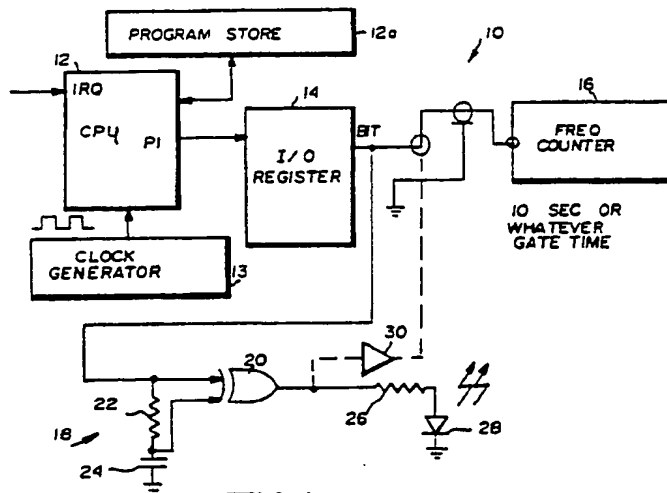 PROGRAM STORE
12a
10
12
IRQ
CPU
P1
14
I/O
REGISTER
BIT
16
FREQ
COUNTER
10 SEC OR
WHATEVER
GATE TIME
CLOCK
GENERATOR
13
30
20
22
18
24
26
28